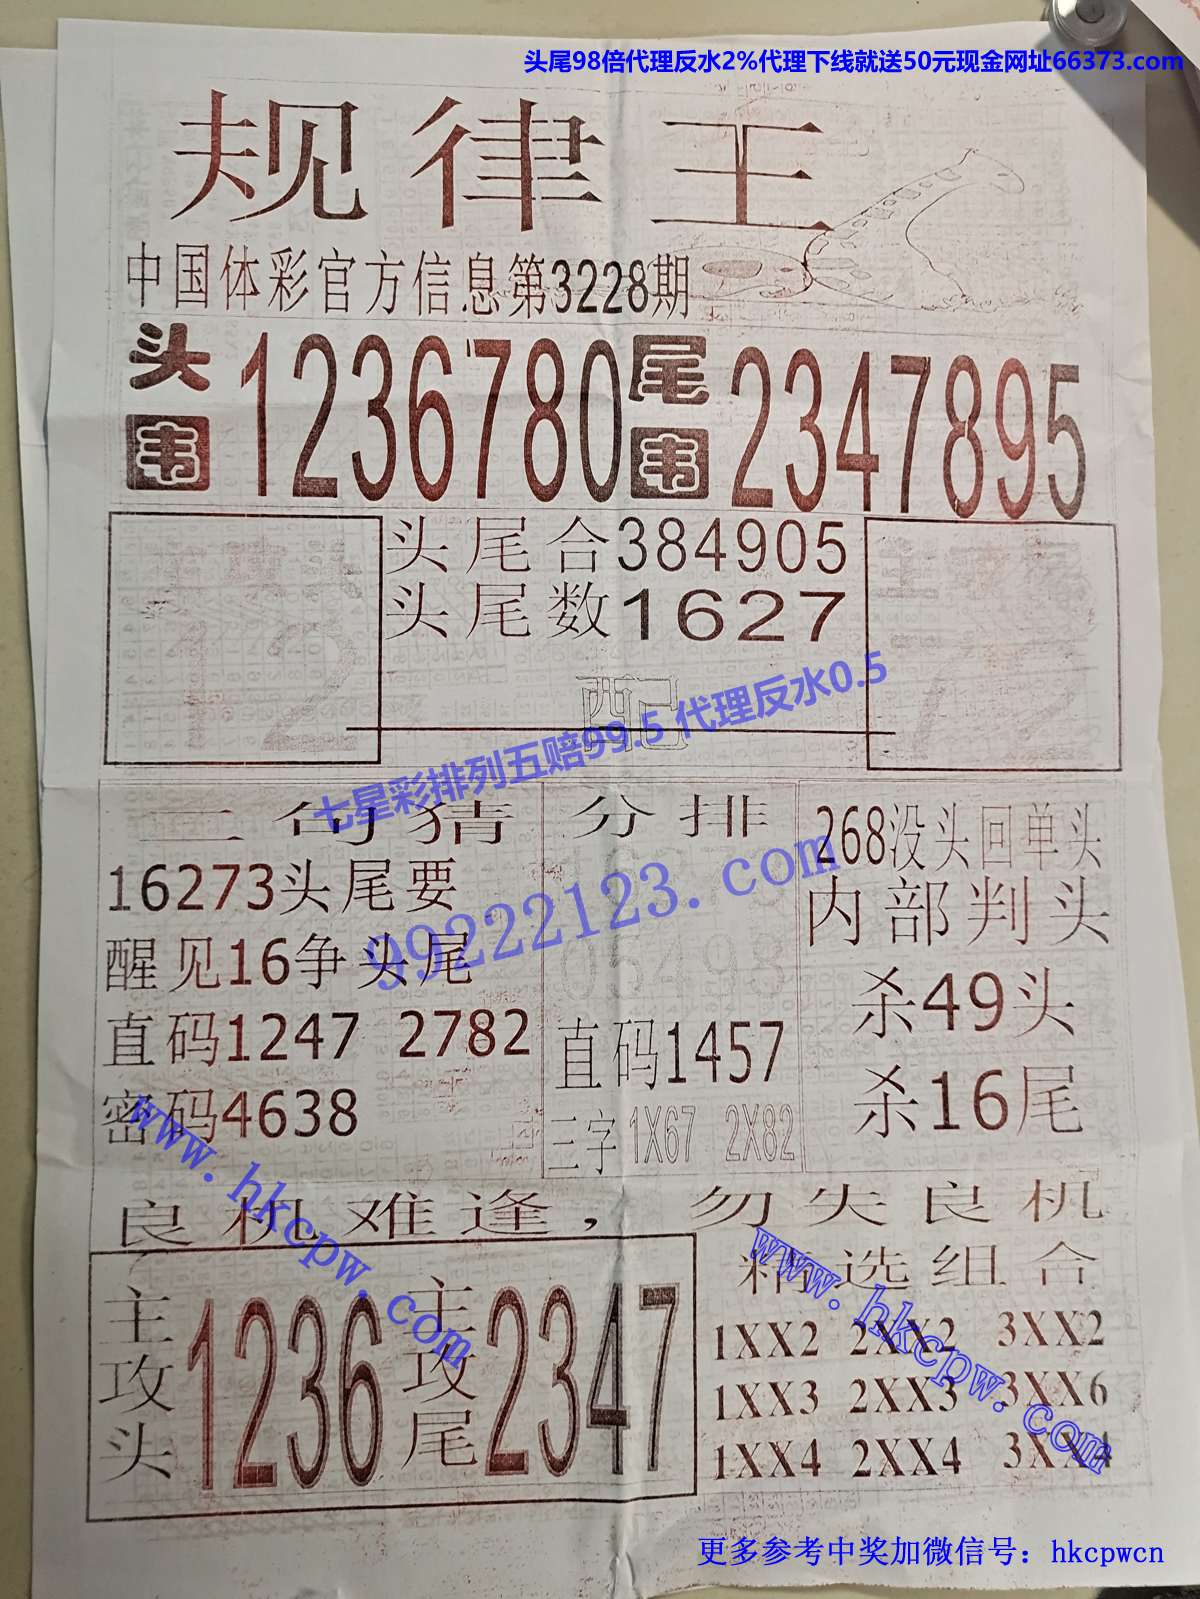 头尾98倍代理反水2%代理下线就送50元现金网址66373.com
规律王
中国体彩官方信息第3228期
头 1236780 尾 2347895
头尾合384905
头尾数1627
配
七星彩排列五赔99.5 代理反水0.5
三句猜
16273头尾要
醒见16争头尾
直码1247 2782
密码4638
分排
直码1457
三字1X67 2X82
99222123.com
268没头回单头
内部判头
杀49头
杀16尾
www.hkcpw.com
良机难逢，勿失良机
主攻头 1236 主攻尾 2347
精选组合
1XX2 2XX2 3XX2
1XX3 2XX3 3XX6
1XX4 2XX4 3XX4
www.hkcpw.com
更多参考中奖加微信号：hkcpwcn